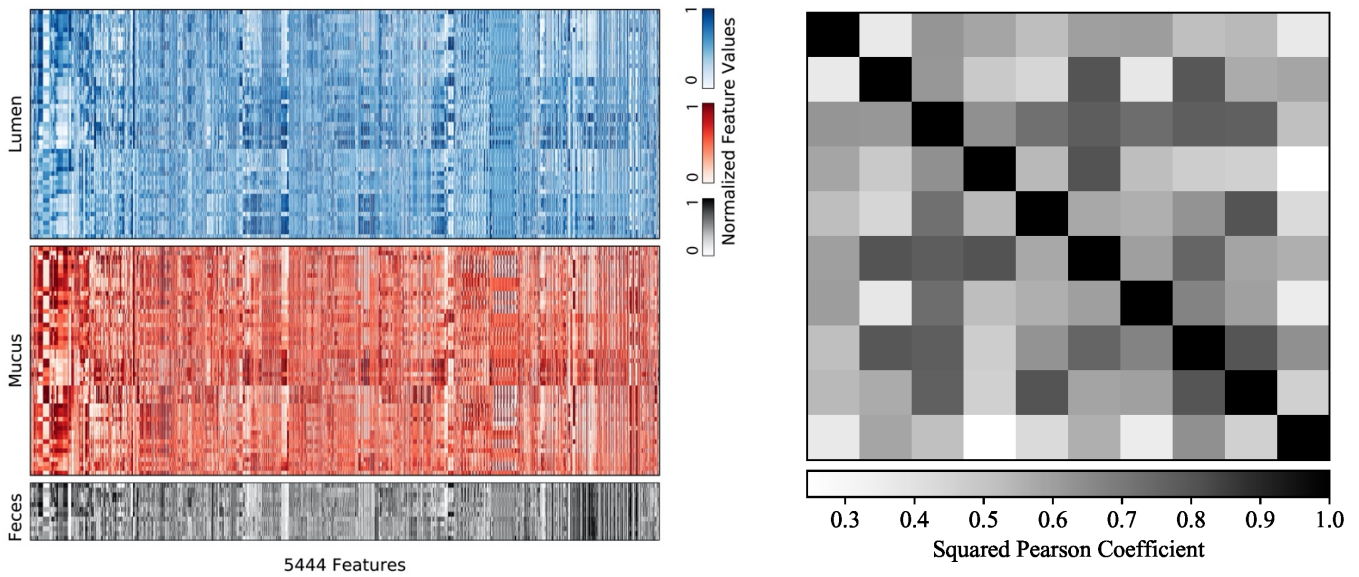 Lumen
Mucus
Feces
5444 Features
1
0
1
0
1
0
Normalized Feature Values
0.3 0.4 0.5 0.6 0.7 0.8 0.9 1.0
Squared Pearson Coefficient